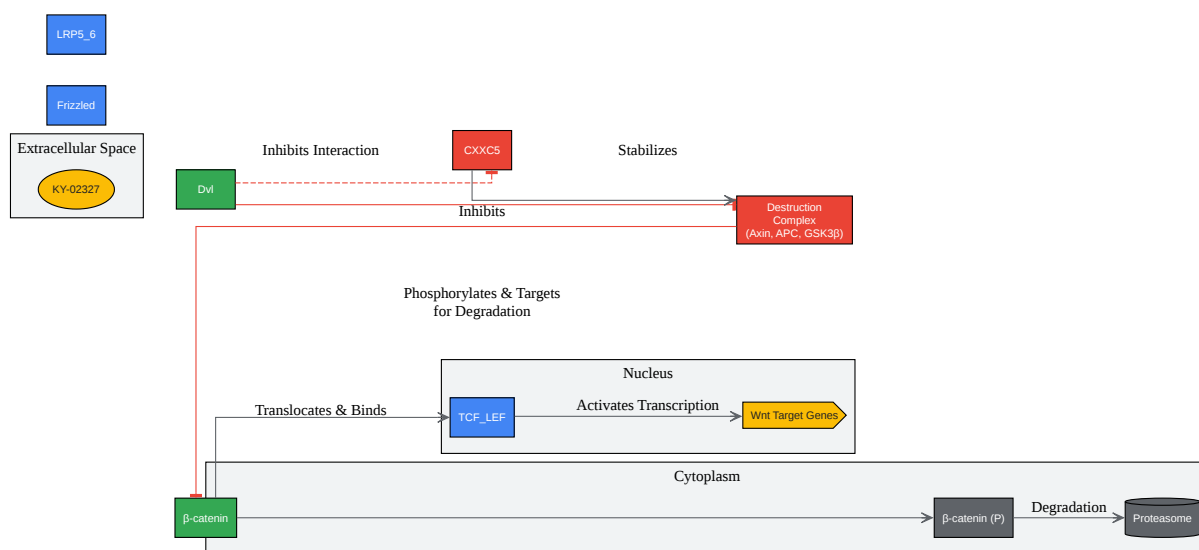 LRP5_6
Frizzled
Extracellular Space
KY-02327
Inhibits Interaction
CXXC5
Stabilizes
Dvl
Inhibits
Destruction
Complex
(Axin, APC, GSK3β)
Phosphorylates & Targets
for Degradation
Nucleus
Translocates & Binds
TCF_LEF
Activates Transcription
Wnt Target Genes
Cytoplasm
β-catenin
β-catenin (P)
Degradation
Proteasome